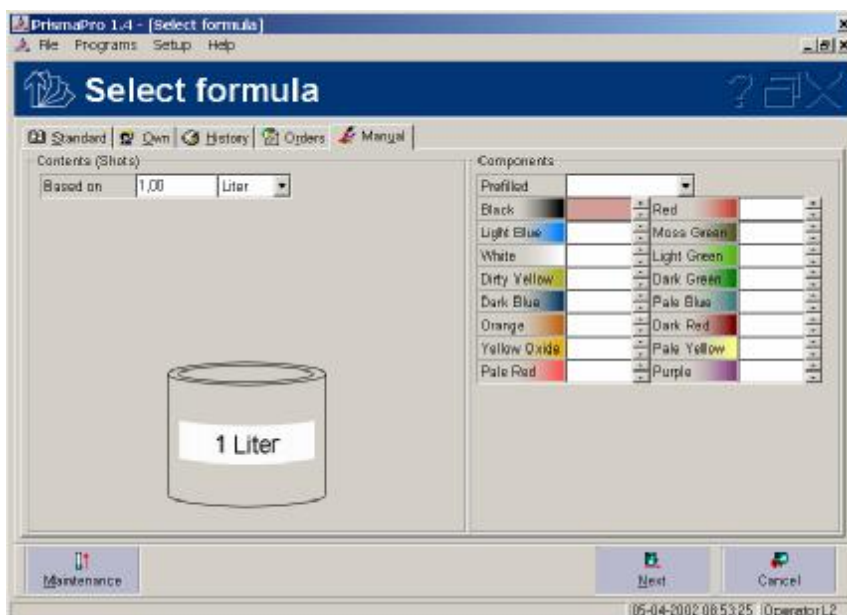 PrismaPro 1.4 - [Select formula]
File Programs Setup Help
Select formula
Standard Own History Orders Manual
Contents (Shots)
Based on 1,00 Liter
1 Liter
Components
Prefilled
Black Red
Light Blue Moss Green
White Light Green
Dirty Yellow Dark Green
Dark Blue Pale Blue
Orange Dark Red
Yellow Oxide Pale Yellow
Pale Red Purple
Maintenance Next Cancel
05-04-2002 08:53:25 Operator L2